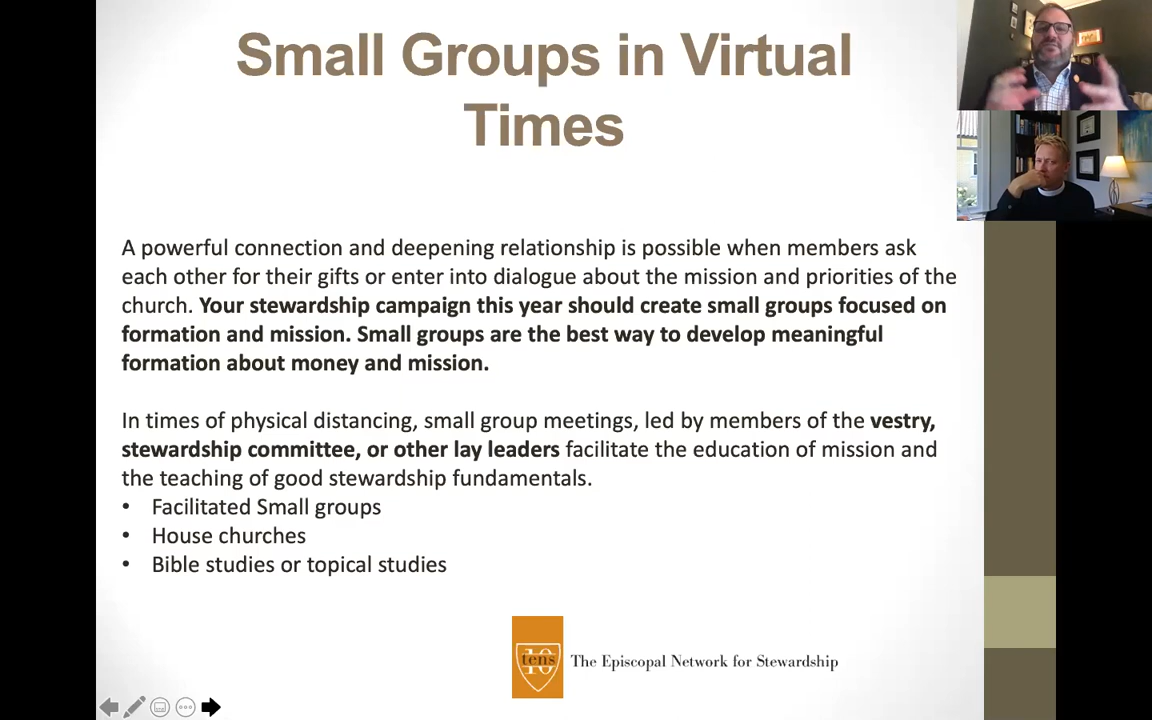 Small Groups in Virtual
Times
A powerful connection and deepening relationship is possible when members ask
each other for their gifts or enter into dialogue about the mission and priorities of the
church. Your stewardship campaign this year should create small groups focused on
formation and mission. Small groups are the best way to develop meaningful
formation about money and mission.
In times of physical distancing, small group meetings, led by members of the vestry,
stewardship committee, or other lay leaders facilitate the education of mission and
the teaching of good stewardship fundamentals.
• Facilitated Small groups
• House churches
• Bible studies or topical studies
tens
10
The Episcopal Network for Stewardship